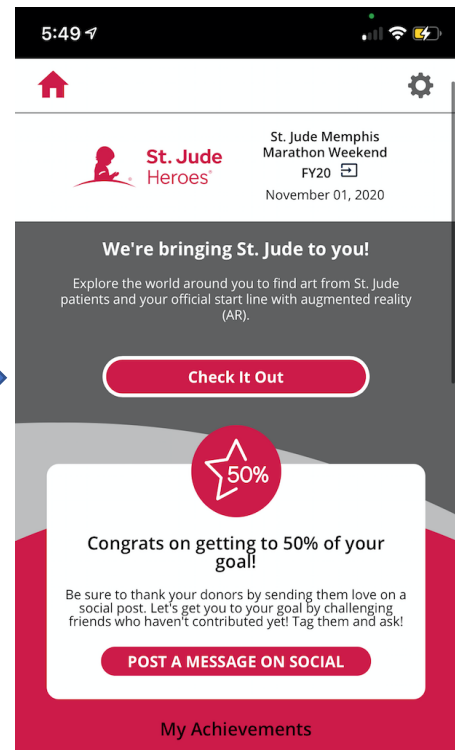 5:49
St. Jude
Heroes®
St. Jude Memphis
Marathon Weekend
FY20
November 01, 2020
We're bringing St. Jude to you!
Explore the world around you to find art from St. Jude
patients and your official start line with augmented reality
(AR).
Check It Out
50%
Congrats on getting to 50% of your
goal!
Be sure to thank your donors by sending them love on a
social post. Let's get you to your goal by challenging
friends who haven't contributed yet! Tag them and ask!
POST A MESSAGE ON SOCIAL
My Achievements